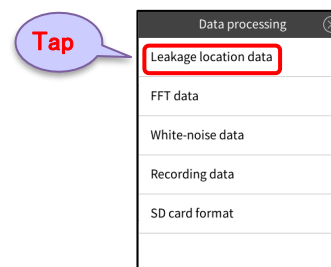 Data processing
Tap
Leakage location data
FFT data
White-noise data
Recording data
SD card format